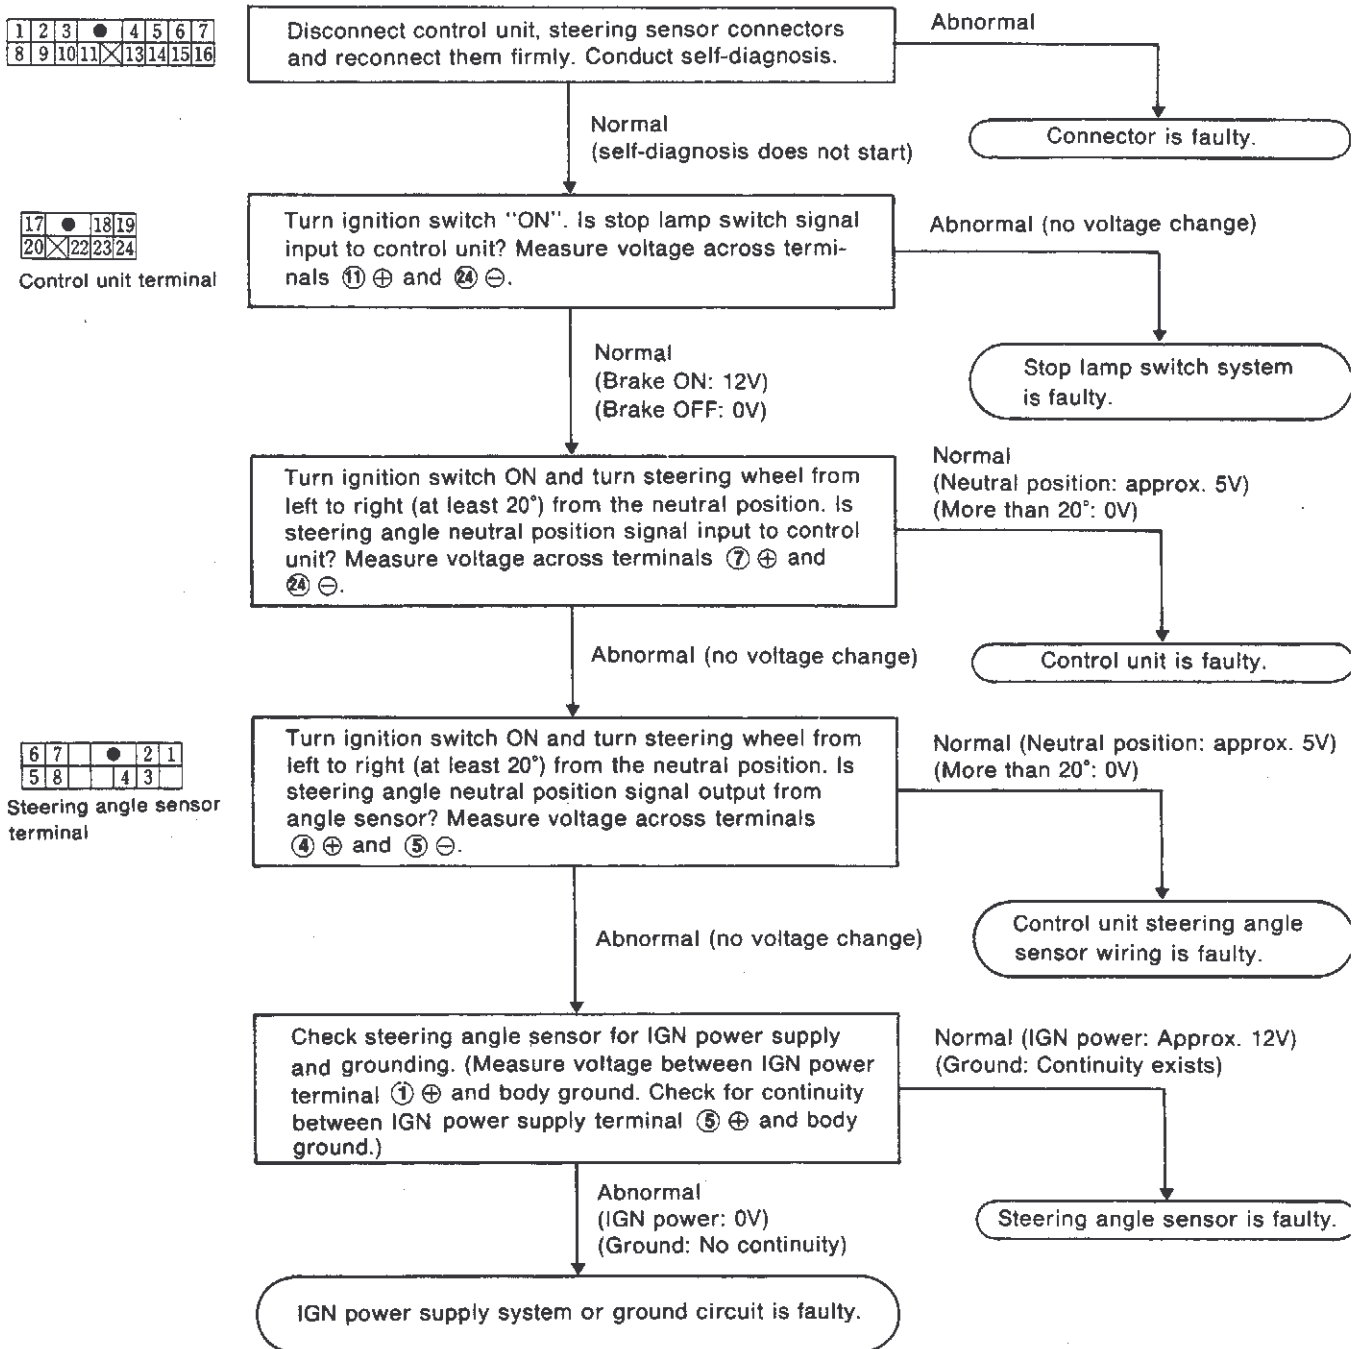 1 2 3 ● 4 5 6 7
8 9 10 11 13 14 15 16
Disconnect control unit, steering sensor connectors
and reconnect them firmly. Conduct self-diagnosis.
Abnormal
Connector is faulty.
Normal
(self-diagnosis does not start)
17 ● 18 19
20 22 23 24
Control unit terminal
Turn ignition switch "ON". Is stop lamp switch signal
input to control unit? Measure voltage across termi-
nals ⑪ ⊕ and ㉔ ⊖.
Abnormal (no voltage change)
Stop lamp switch system
is faulty.
Normal
(Brake ON: 12V)
(Brake OFF: 0V)
Turn ignition switch ON and turn steering wheel from
left to right (at least 20°) from the neutral position. Is
steering angle neutral position signal input to control
unit? Measure voltage across terminals ⑦ ⊕ and
㉔ ⊖.
Normal
(Neutral position: approx. 5V)
(More than 20°: 0V)
Control unit is faulty.
Abnormal (no voltage change)
6 7 ● 2 1
5 8 4 3
Steering angle sensor
terminal
Turn ignition switch ON and turn steering wheel from
left to right (at least 20°) from the neutral position. Is
steering angle neutral position signal output from
angle sensor? Measure voltage across terminals
④ ⊕ and ⑤ ⊖.
Normal (Neutral position: approx. 5V)
(More than 20°: 0V)
Control unit steering angle
sensor wiring is faulty.
Abnormal (no voltage change)
Check steering angle sensor for IGN power supply
and grounding. (Measure voltage between IGN power
terminal ① ⊕ and body ground. Check for continuity
between IGN power supply terminal ⑤ ⊕ and body
ground.)
Normal (IGN power: Approx. 12V)
(Ground: Continuity exists)
Steering angle sensor is faulty.
Abnormal
(IGN power: 0V)
(Ground: No continuity)
IGN power supply system or ground circuit is faulty.